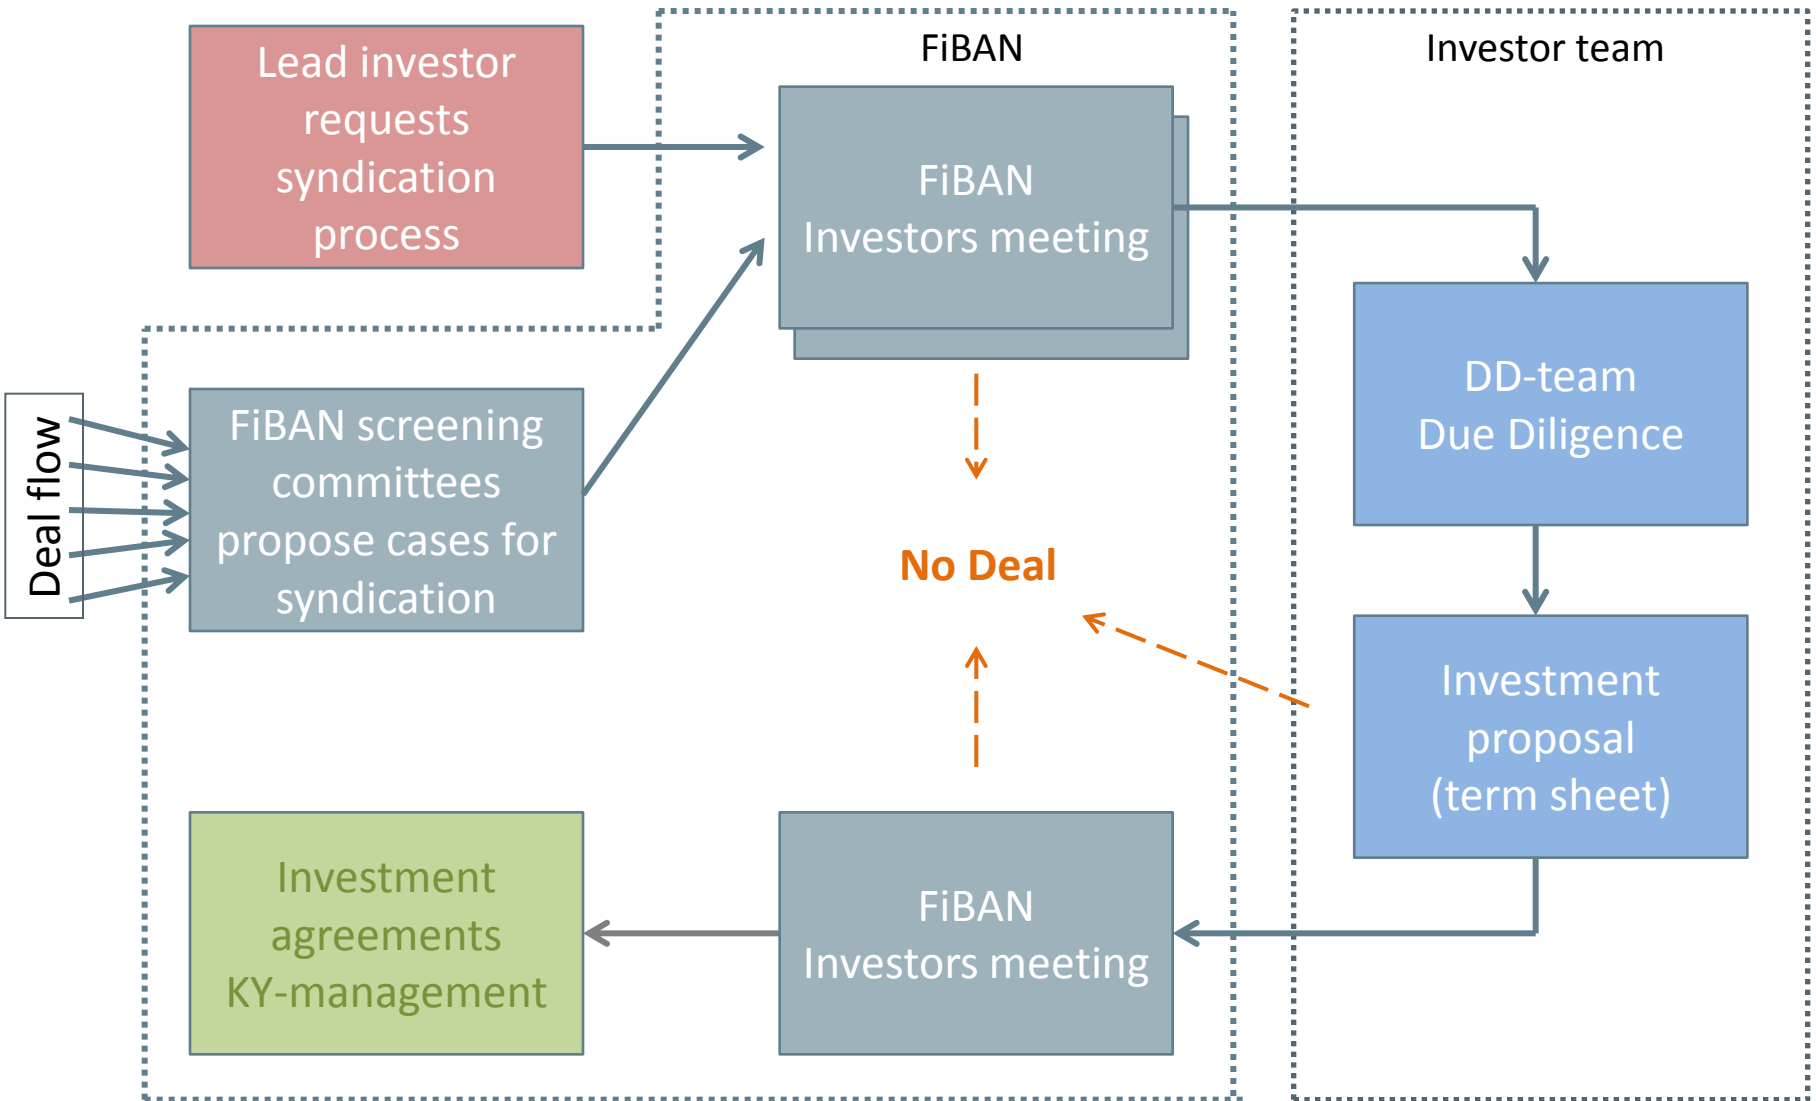 FiBAN
Investor team
Lead investor
requests
syndication
process
FiBAN
Investors meeting
DD-team
Due Diligence
Deal flow
FiBAN screening
committees
propose cases for
syndication
No Deal
Investment
proposal
(term sheet)
Investment
agreements
KY-management
FiBAN
Investors meeting